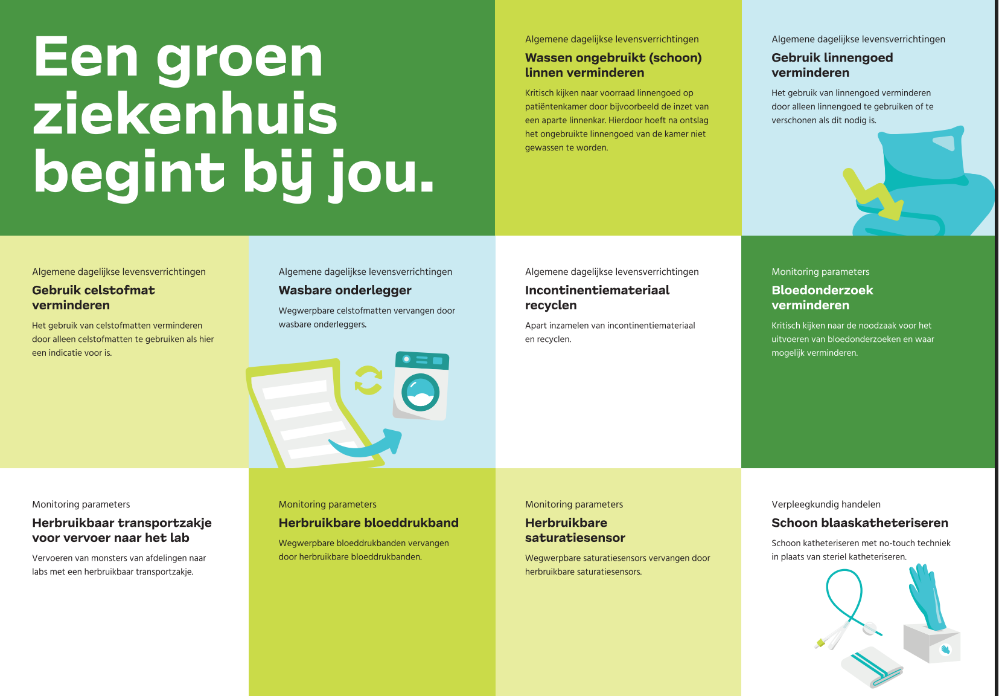 Een groen
ziekenhuis
begint bij jou.
Algemene dagelijkse levensverrichtingen
Wassen ongebruikt (schoon)
linnen verminderen
Kritisch kijken naar voorraad linnengoed op
patiëntenkamer door bijvoorbeeld de inzet van
een aparte linnenkar. Hierdoor hoeft na ontslag
het ongebruikte linnengoed van de kamer niet
gewassen te worden.
Algemene dagelijkse levensverrichtingen
Gebruik linnengoed
verminderen
Het gebruik van linnengoed verminderen
door alleen linnengoed te gebruiken of te
verschonen als dit nodig is.
Algemene dagelijkse levensverrichtingen
Gebruik celstofmat
verminderen
Het gebruik van celstofmatten verminderen
door alleen celstofmatten te gebruiken als hier
een indicatie voor is.
Algemene dagelijkse levensverrichtingen
Wasbare onderlegger
Wegwerpbare celstofmatten vervangen door
wasbare onderleggers.
Algemene dagelijkse levensverrichtingen
Incontinentiemateriaal
recyclen
Apart inzamelen van incontinentiemateriaal
en recyclen.
Monitoring parameters
Bloedonderzoek
verminderen
Kritisch kijken naar de noodzaak voor het
uitvoeren van bloedonderzoeken en waar
mogelijk verminderen.
Monitoring parameters
Herbruikbaar transportzakje
voor vervoer naar het lab
Vervoeren van monsters van afdelingen naar
labs met een herbruikbaar transportzakje.
Monitoring parameters
Herbruikbare bloeddrukband
Wegwerpbare bloeddrukbanden vervangen
door herbruikbare bloeddrukbanden.
Monitoring parameters
Herbruikbare
saturatiesensor
Wegwerpbare saturatiesensors vervangen door
herbruikbare saturatiesensors.
Verpleegkundig handelen
Schoon blaaskatheteriseren
Schoon katheteriseren met no-touch techniek
in plaats van steriel katheteriseren.